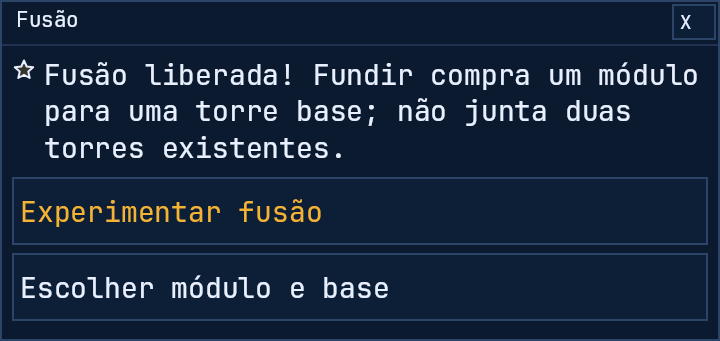 Fusão
X
Fusão liberada! Fundir compra um módulo
para uma torre base; não junta duas
torres existentes.
Experimentar fusão
Escolher módulo e base